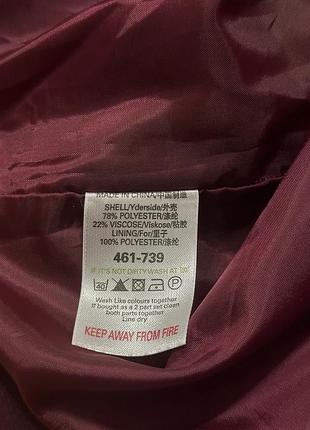 MADE IN CHINA/中国制造
SHELL/Yderside/外壳
78% POLYESTER/涤纶
22% VISCOSE/Viskose/粘胶
LINING/For/里子
100% POLYESTER/涤纶
461-739
IF IT'S NOT DIRTY WASH AT 30°
40
Wash Like colours together
If bought as a 2 part set clean
both parts together
Line dry
KEEP AWAY FROM FIRE